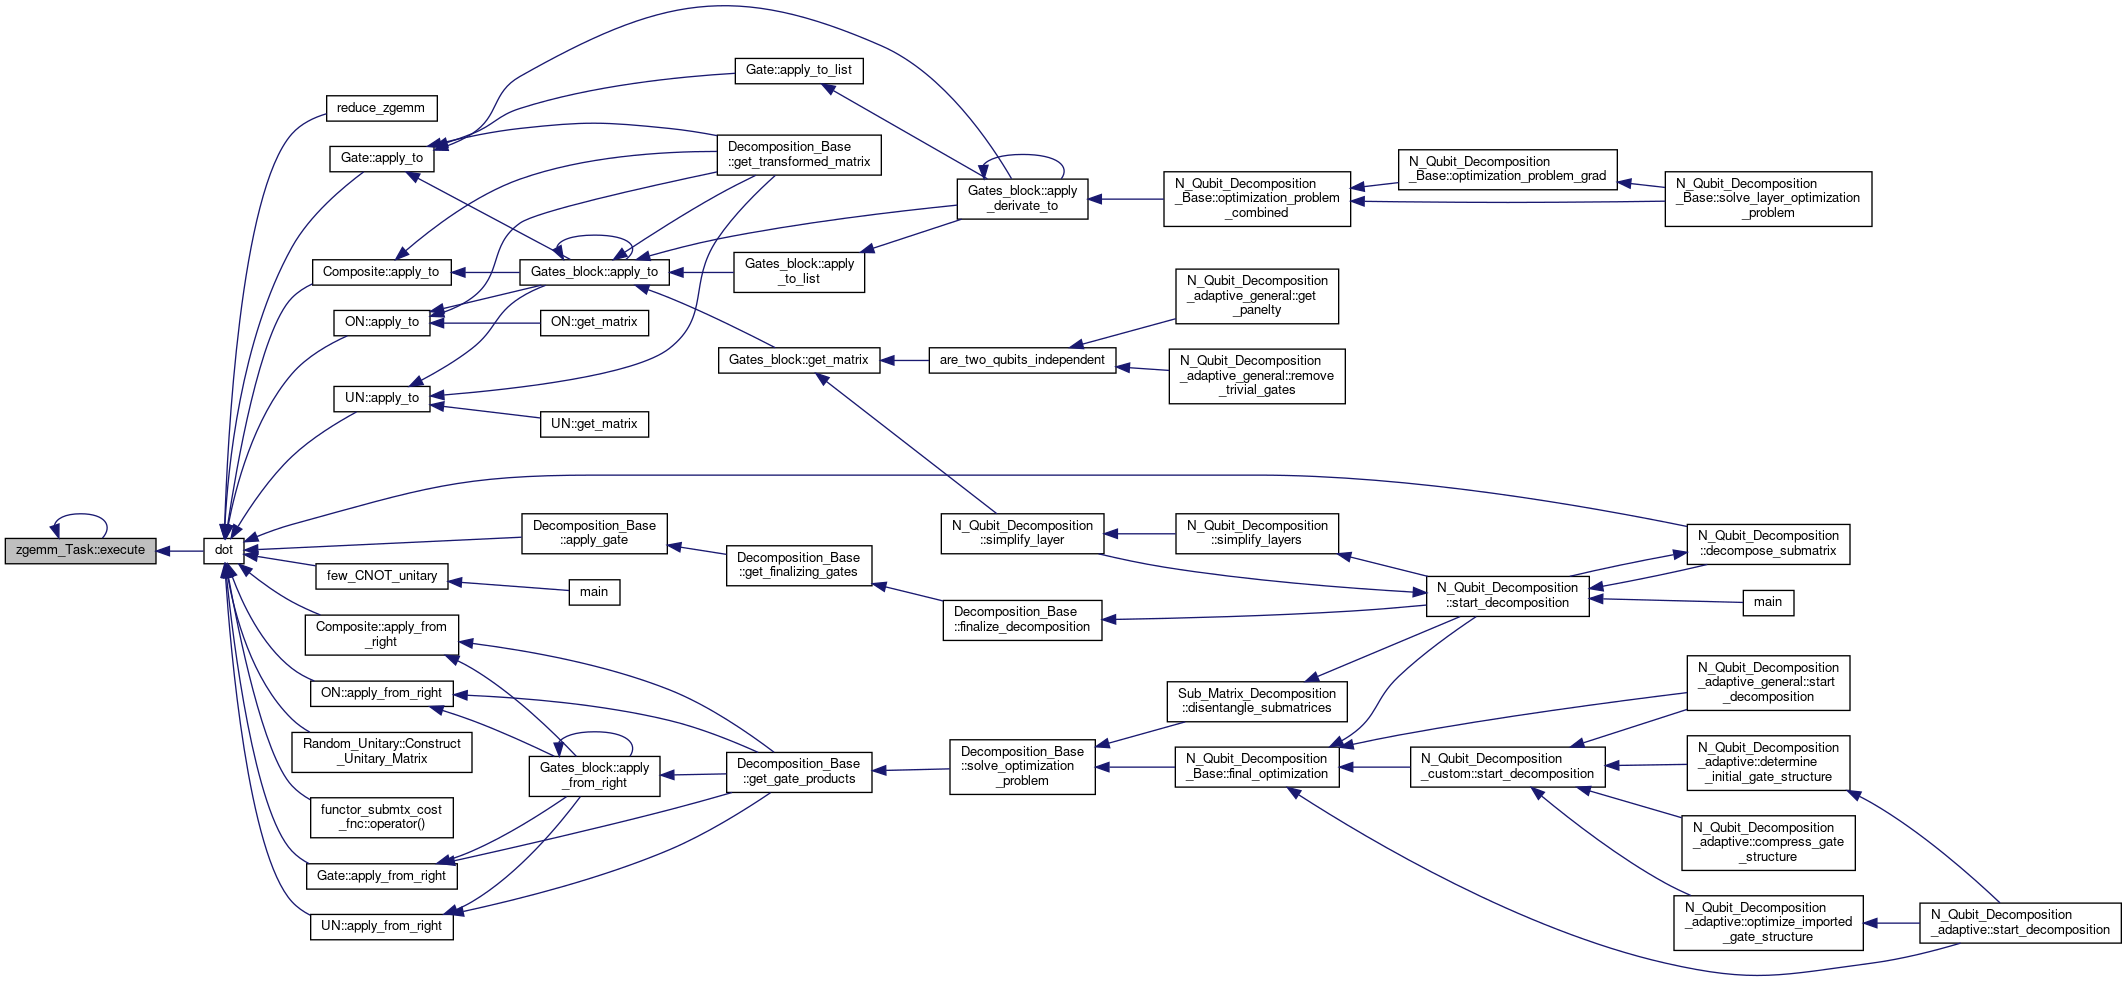 zgemm_Task::execute
dot
reduce_zgemm
Gate::apply_to
Composite::apply_to
ON::apply_to
UN::apply_to
Decomposition_Base
::apply_gate
few_CNOT_unitary
Composite::apply_from
_right
ON::apply_from_right
Random_Unitary::Construct
_Unitary_Matrix
functor_submtx_cost
_fnc::operator()
Gate::apply_from_right
UN::apply_from_right
Gates_block::apply_to
ON::get_matrix
UN::get_matrix
main
Gates_block::apply
_from_right
Gate::apply_to_list
Decomposition_Base
::get_transformed_matrix
Gates_block::apply
_to_list
Gates_block::get_matrix
Decomposition_Base
::get_finalizing_gates
Decomposition_Base
::get_gate_products
Gates_block::apply
_derivate_to
are_two_qubits_independent
N_Qubit_Decomposition
::simplify_layer
Decomposition_Base
::finalize_decomposition
Decomposition_Base
::solve_optimization
_problem
N_Qubit_Decomposition
_Base::optimization_problem
_combined
N_Qubit_Decomposition
_adaptive_general::get
_panelty
N_Qubit_Decomposition
_adaptive_general::remove
_trivial_gates
N_Qubit_Decomposition
::simplify_layers
Sub_Matrix_Decomposition
::disentangle_submatrices
N_Qubit_Decomposition
_Base::final_optimization
N_Qubit_Decomposition
_Base::optimization_problem_grad
N_Qubit_Decomposition
::start_decomposition
N_Qubit_Decomposition
_custom::start_decomposition
N_Qubit_Decomposition
_Base::solve_layer_optimization
_problem
N_Qubit_Decomposition
::decompose_submatrix
main
N_Qubit_Decomposition
_adaptive_general::start
_decomposition
N_Qubit_Decomposition
_adaptive::determine
_initial_gate_structure
N_Qubit_Decomposition
_adaptive::compress_gate
_structure
N_Qubit_Decomposition
_adaptive::optimize_imported
_gate_structure
N_Qubit_Decomposition
_adaptive::start_decomposition